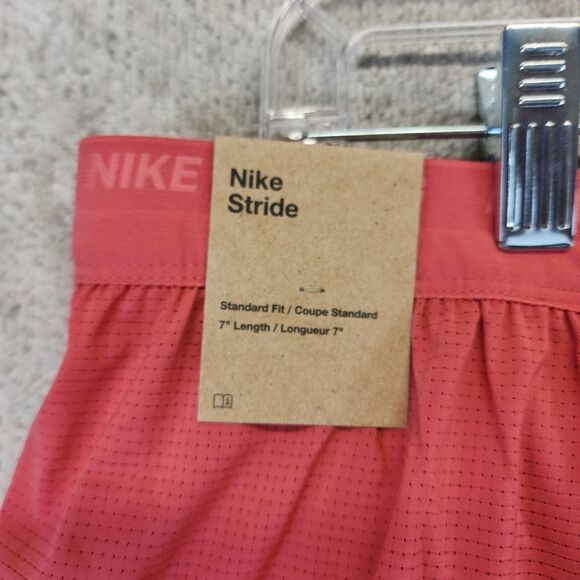 NIKE
Nike
Stride
Standard Fit / Coupe Standard
7" Length / Longueur 7"